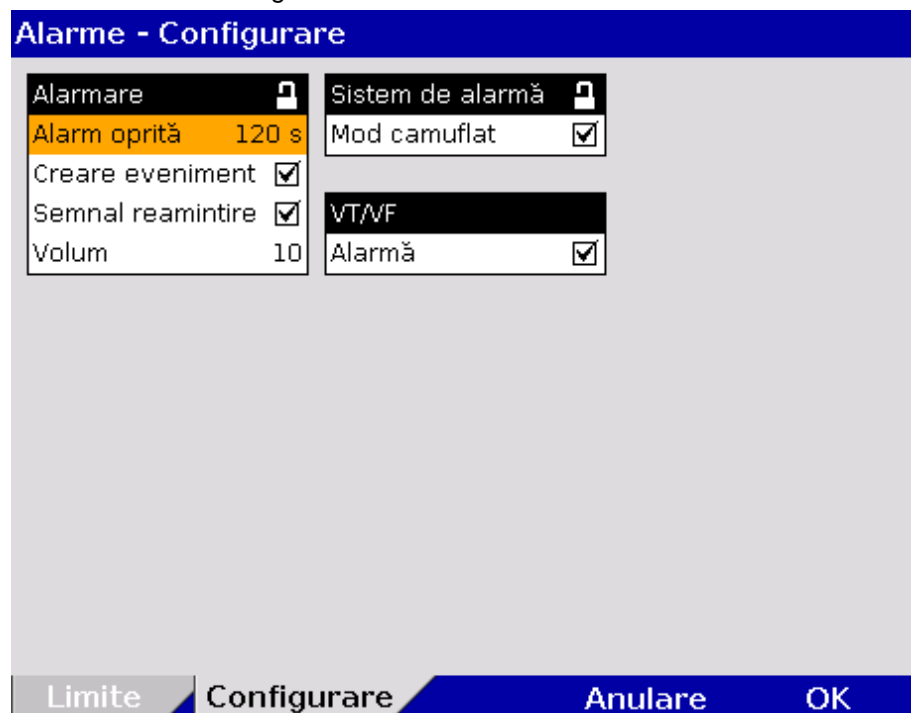 Alarme - Configurare
Alarmare
Alarm oprită 120 s
Creare eveniment
Semnal reamintire
Volum 10
Sistem de alarmă
Mod camuflat
VT/VF
Alarmă
Limite Configurare Anulare OK